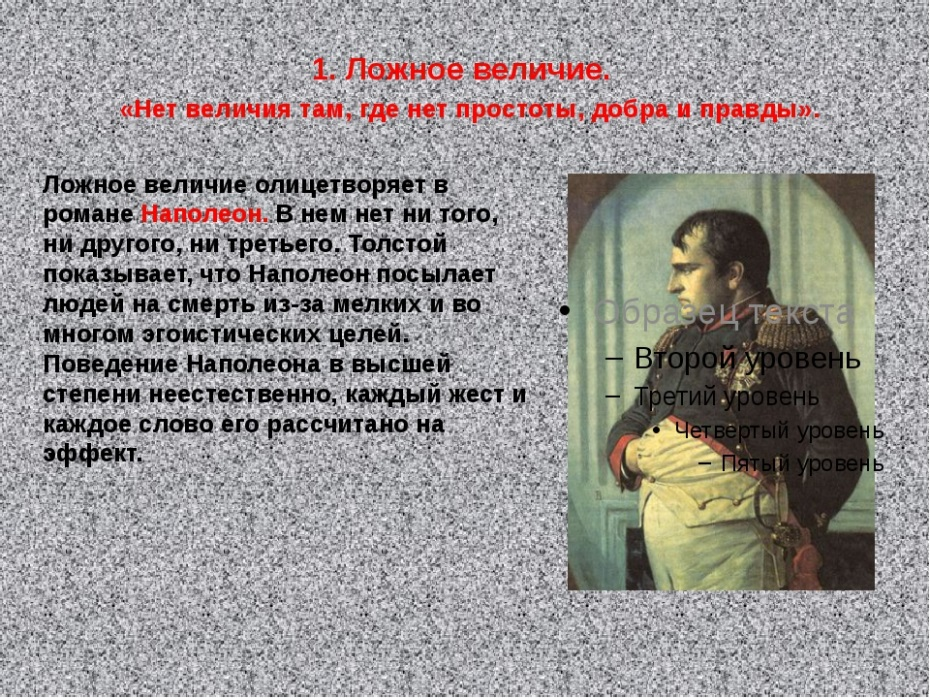 1. Ложное величие.
«Нет величия там, где нет простоты, добра и правды».
Ложное величие олицетворяет в
романе Наполеон. В нем нет ни того,
ни другого, ни третьего. Толстой
показывает, что Наполеон посылает
людей на смерть из-за мелких и во
многом эгоистических целей.
Поведение Наполеона в высшей
степени неестественно, каждый жест и
каждое слово его рассчитано на
эффект.
• Образец текста
– Второй уровень
– Третий уровень
• Четвертый уровень
– Пятый уровень